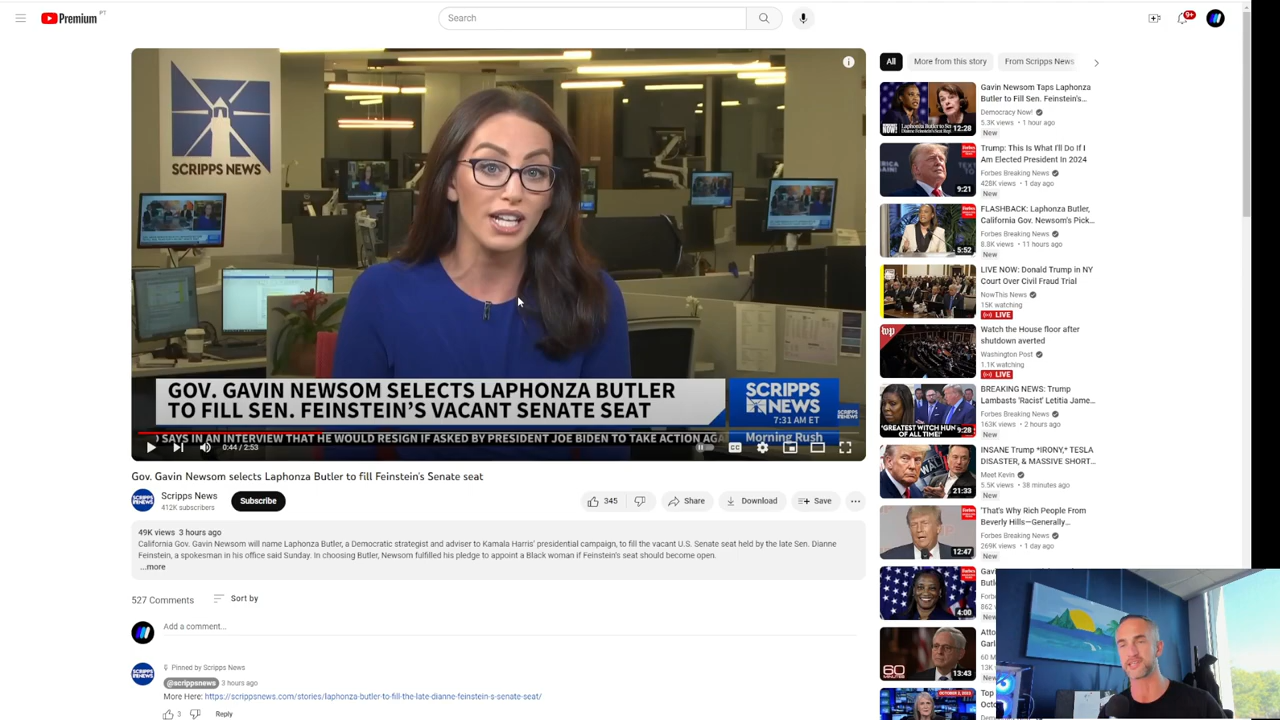 Premium PT
Search
9+
SCRIPPS NEWS
GOV. GAVIN NEWSOM SELECTS LAPHONZA BUTLER
TO FILL SEN. FEINSTEIN'S VACANT SENATE SEAT
SCRIPPS
NEWS
7:31 AM ET
SAYS IN AN INTERVIEW THAT HE WOULD RESIGN IF ASKED BY PRESIDENT JOE BIDEN TO TAKE ACTION AGA
Morning Rush
0:44 / 2:53
Gov. Gavin Newsom selects Laphonza Butler to fill Feinstein's Senate seat
Scripps News
412K subscribers
Subscribe
345
Share
Download
Save
49K views 3 hours ago
California Gov. Gavin Newsom will name Laphonza Butler, a Democratic strategist and adviser to Kamala Harris' presidential campaign, to fill the vacant U.S. Senate seat held by the late Sen. Dianne
Feinstein, a spokesman in his office said Sunday. In choosing Butler, Newsom fulfilled his pledge to appoint a Black woman if Feinstein's seat should become open.
...more
527 Comments
Sort by
Add a comment...
Pinned by Scripps News
@scrippsnews 3 hours ago
More Here: https://scrippsnews.com/stories/laphonza-butler-to-fill-the-late-dianne-feinstein-s-senate-seat/
3
Reply
All
More from this story
From Scripps News
Gavin Newsom Taps Laphonza
Butler to Fill Sen. Feinstein's...
Democracy Now!
5.3K views • 1 hour ago
New
12:28
Trump: This Is What I'll Do If I
Am Elected President In 2024
Forbes Breaking News
428K views • 1 day ago
New
9:21
FLASHBACK: Laphonza Butler,
California Gov. Newsom's Pick...
Forbes Breaking News
8.8K views • 11 hours ago
5:52
LIVE NOW: Donald Trump in NY
Court Over Civil Fraud Trial
NowThis News
15K watching
LIVE
Watch the House floor after
shutdown averted
Washington Post
1.1K watching
LIVE
BREAKING NEWS: Trump
Lambasts 'Racist' Letitia Jame...
Forbes Breaking News
163K views • 2 hours ago
New
"GREATEST WITCH HUNT
OF ALL TIME!"
9:28
INSANE Trump *IRONY,* TESLA
DISASTER, & MASSIVE SHORT...
Meet Kevin
5.5K views • 38 minutes ago
New
21:33
'That's Why Rich People From
Beverly Hills—Generally...
Forbes Breaking News
269K views • 1 day ago
New
12:47
4:00
60
MINUTES
13:43